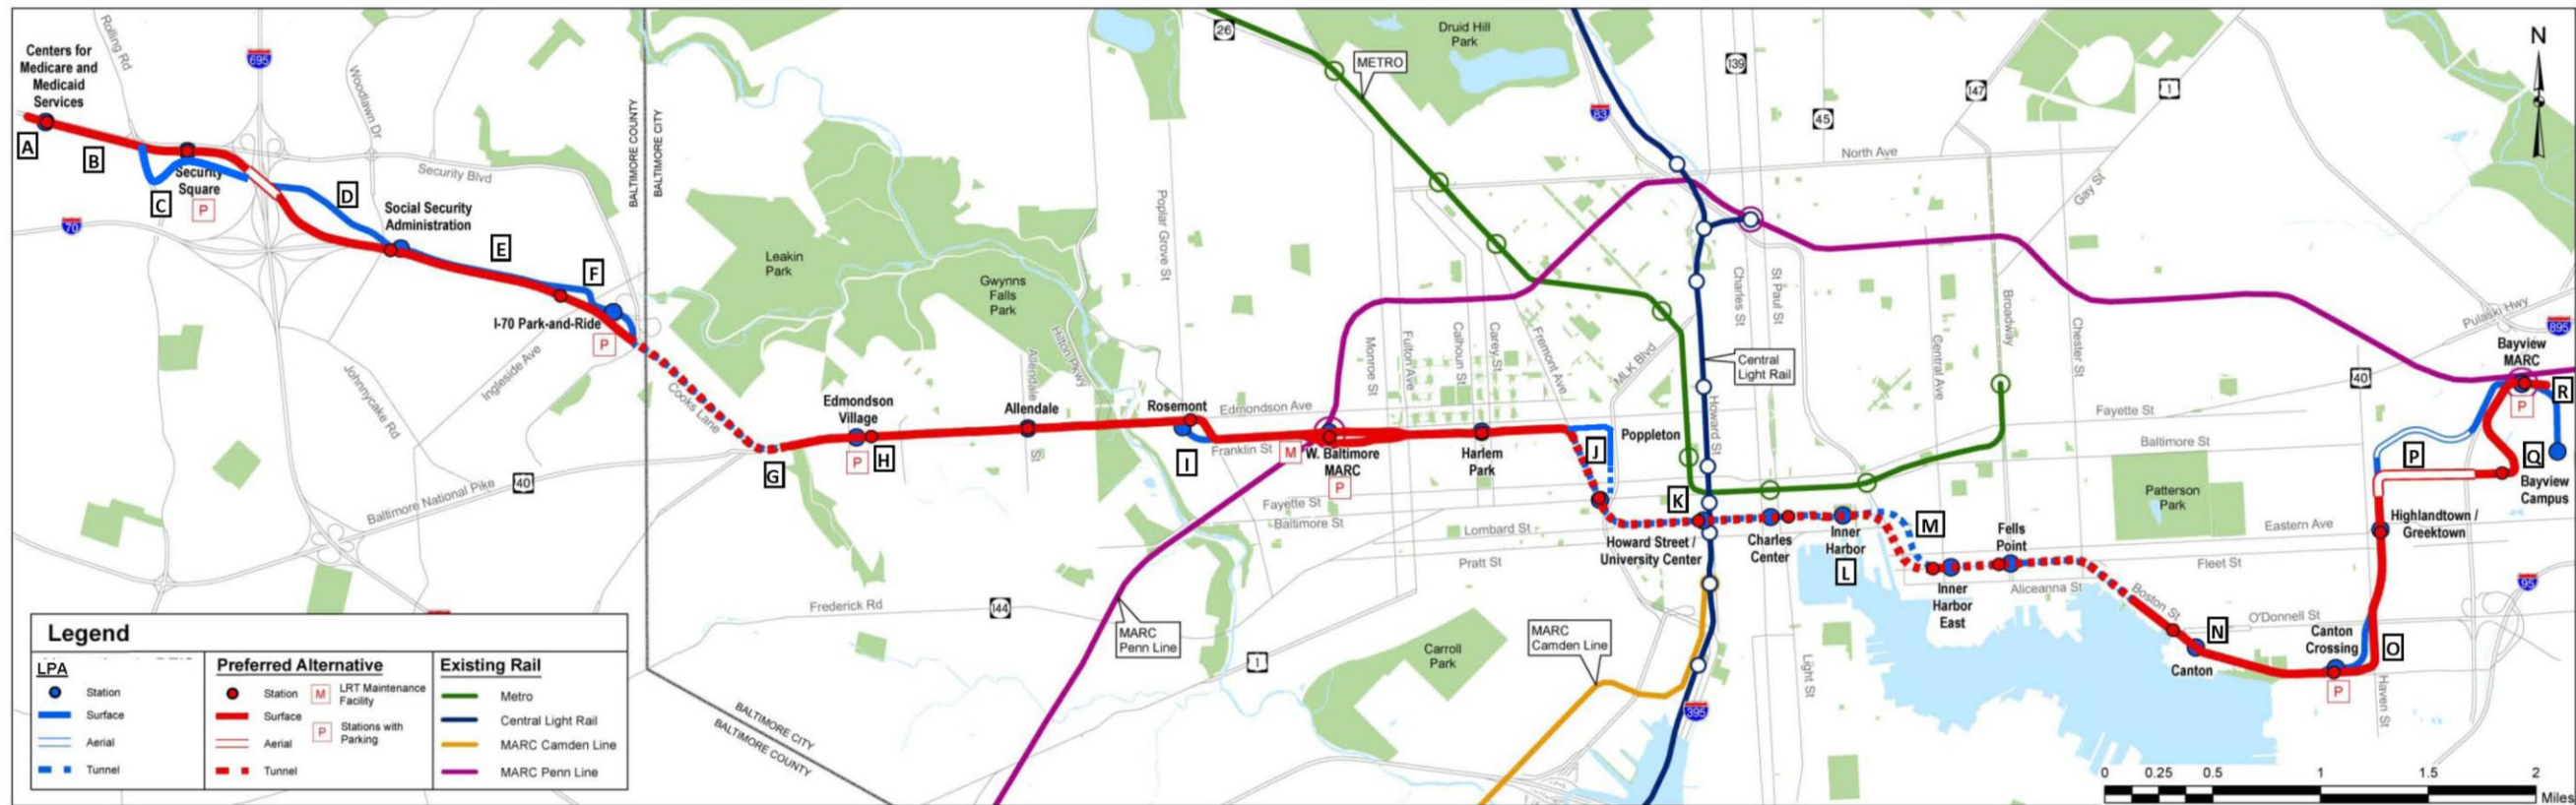 Centers for
Medicare and
Medicaid
Services
A
B
C
Rolling Rd
695
Woodlawn Dr
Security Blvd
Security
Square
P
D
70
Social Security
Administration
E
F
I-70 Park-and-Ride
P
Ingleside Ave
Johnnycake Rd
BALTIMORE COUNTY
BALTIMORE CITY
Cooks Lane
G
Baltimore National Pike
40
Leakin
Park
Gwynns
Falls
Park
Edmondson
Village
P
H
Allendale
Allendale
St
Hilton Pkwy
Poplar Grove St
Rosemont
I
Edmondson Ave
Franklin St
M
W. Baltimore
MARC
P
26
METRO
Druid Hill
Park
83
139
45
147
1
N
North Ave
Gay St
Monroe St
Fulton Ave
Calhoun St
Carey St
Fremont Ave
MLK Blvd
Central
Light Rail
Howard St
Charles St
St Paul St
Central Ave
Broadway
Chester St
Pulaski Hwy
895
Bayview
MARC
R
P
40
Fayette St
Baltimore St
P
Q
Bayview
Campus
Harlem
Park
J
Poppleton
K
Fayette St
Baltimore St
Lombard St
Pratt St
Howard Street /
University Center
Charles
Center
Inner
Harbor
L
M
Fells
Point
Inner
Harbor
East
Patterson
Park
Eastern Ave
Highlandtown /
Greektown
Fleet St
Aliceanna St
Boston St
O'Donnell St
95
N
Canton
Canton
Crossing
O
P
Haven St
Frederick Rd
144
MARC
Penn Line
1
Carroll
Park
MARC
Camden Line
395
Light St
BALTIMORE CITY
BALTIMORE COUNTY
Legend
LPA
Station
Surface
Aerial
Tunnel
Preferred Alternative
Station
Surface
Aerial
Tunnel
M LRT Maintenance
Facility
P Stations with
Parking
Existing Rail
Metro
Central Light Rail
MARC Camden Line
MARC Penn Line
0 0.25 0.5 1 1.5 2
Miles